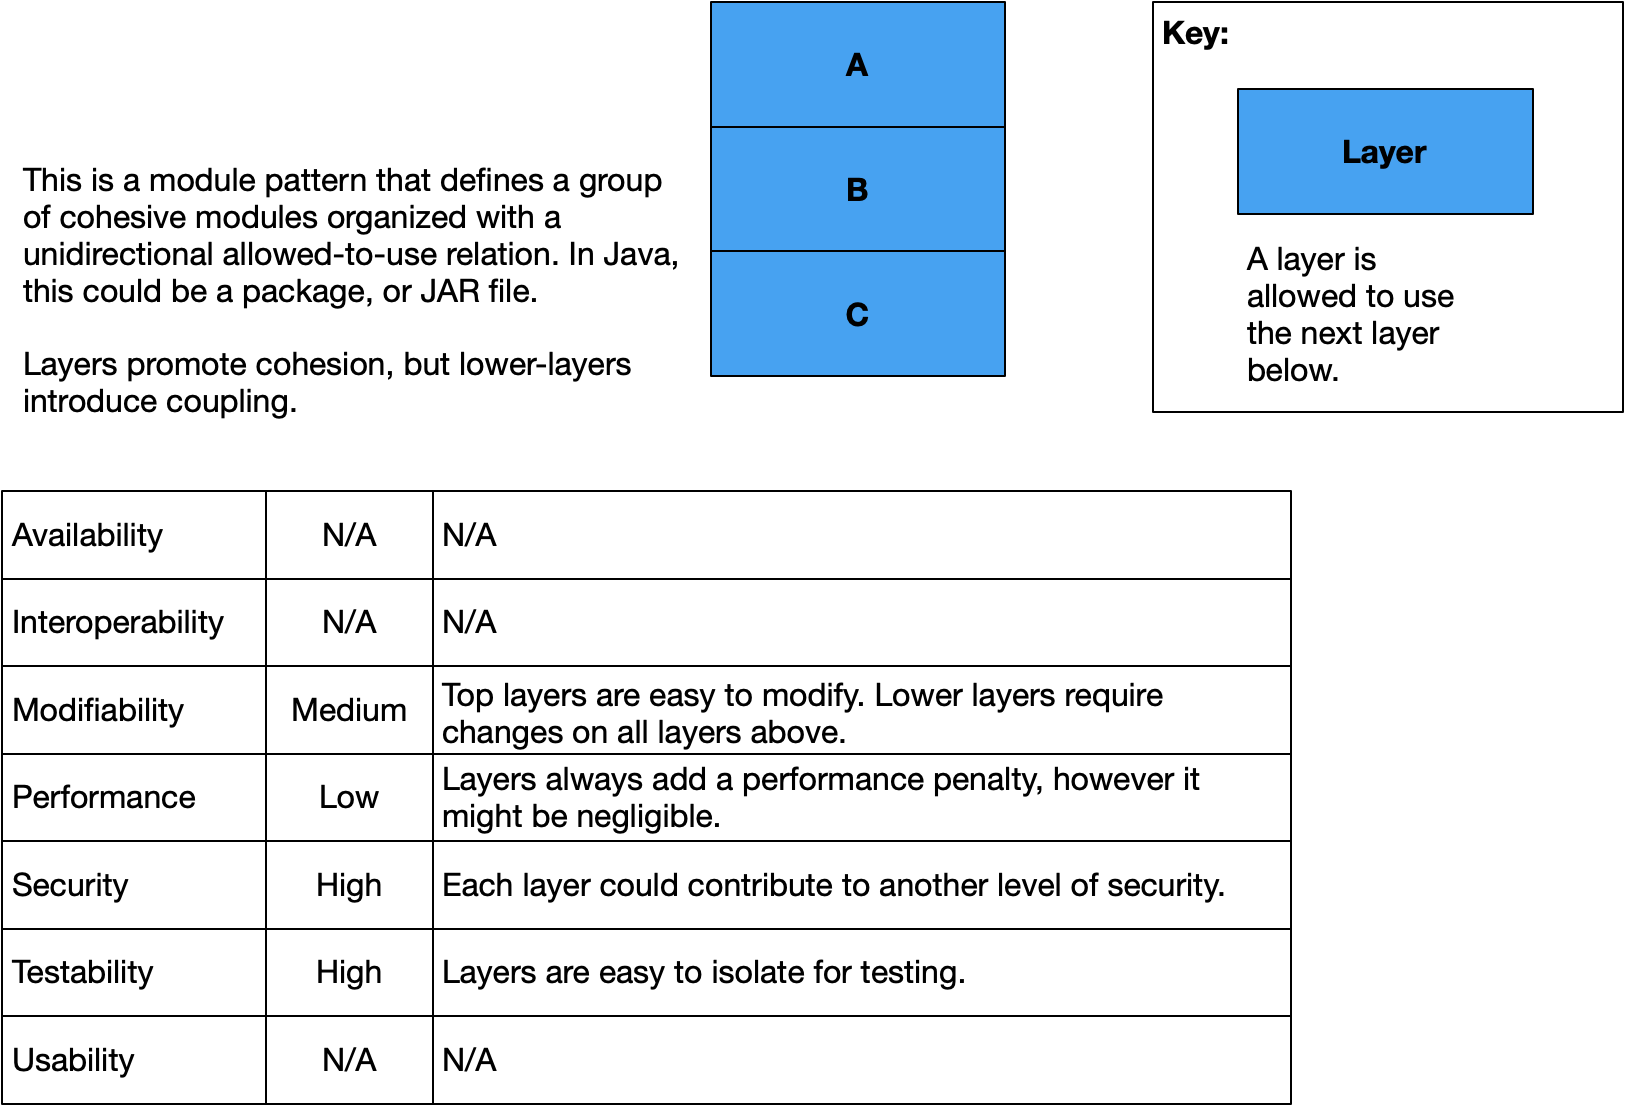 This is a module pattern that defines a group
of cohesive modules organized with a
unidirectional allowed-to-use relation. In Java,
this could be a package, or JAR file.
Layers promote cohesion, but lower-layers
introduce coupling.
A
B
C
Key:
Layer
A layer is
allowed to use
the next layer
below.
Availability N/A N/A
Interoperability N/A N/A
Modifiability Medium Top layers are easy to modify. Lower layers require
changes on all layers above.
Performance Low Layers always add a performance penalty, however it
might be negligible.
Security High Each layer could contribute to another level of security.
Testability High Layers are easy to isolate for testing.
Usability N/A N/A